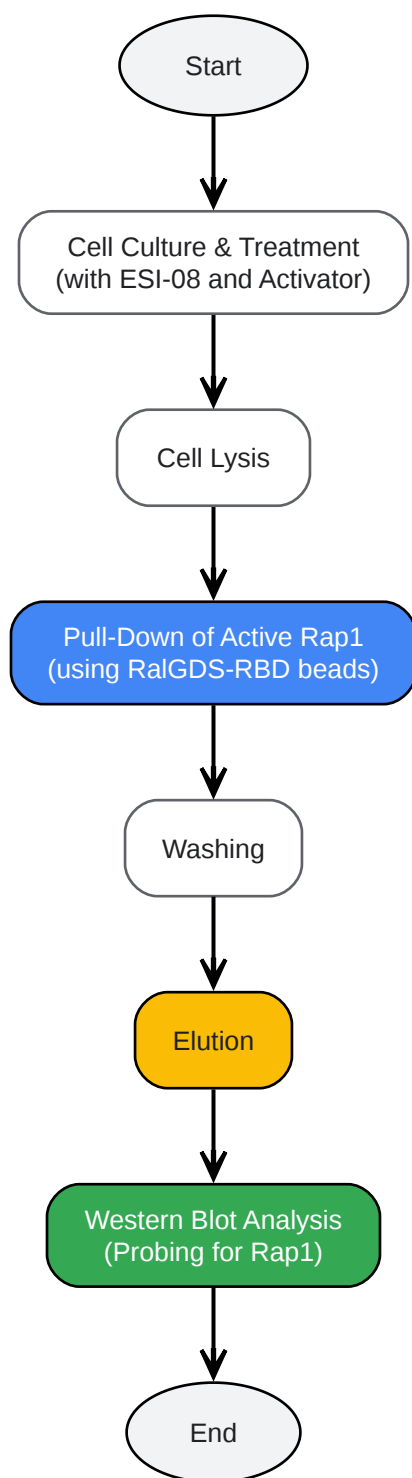 Start
Cell Culture & Treatment
(with ESI-08 and Activator)
Cell Lysis
Pull-Down of Active Rap1
(using RalGDS-RBD beads)
Washing
Elution
Western Blot Analysis
(Probing for Rap1)
End